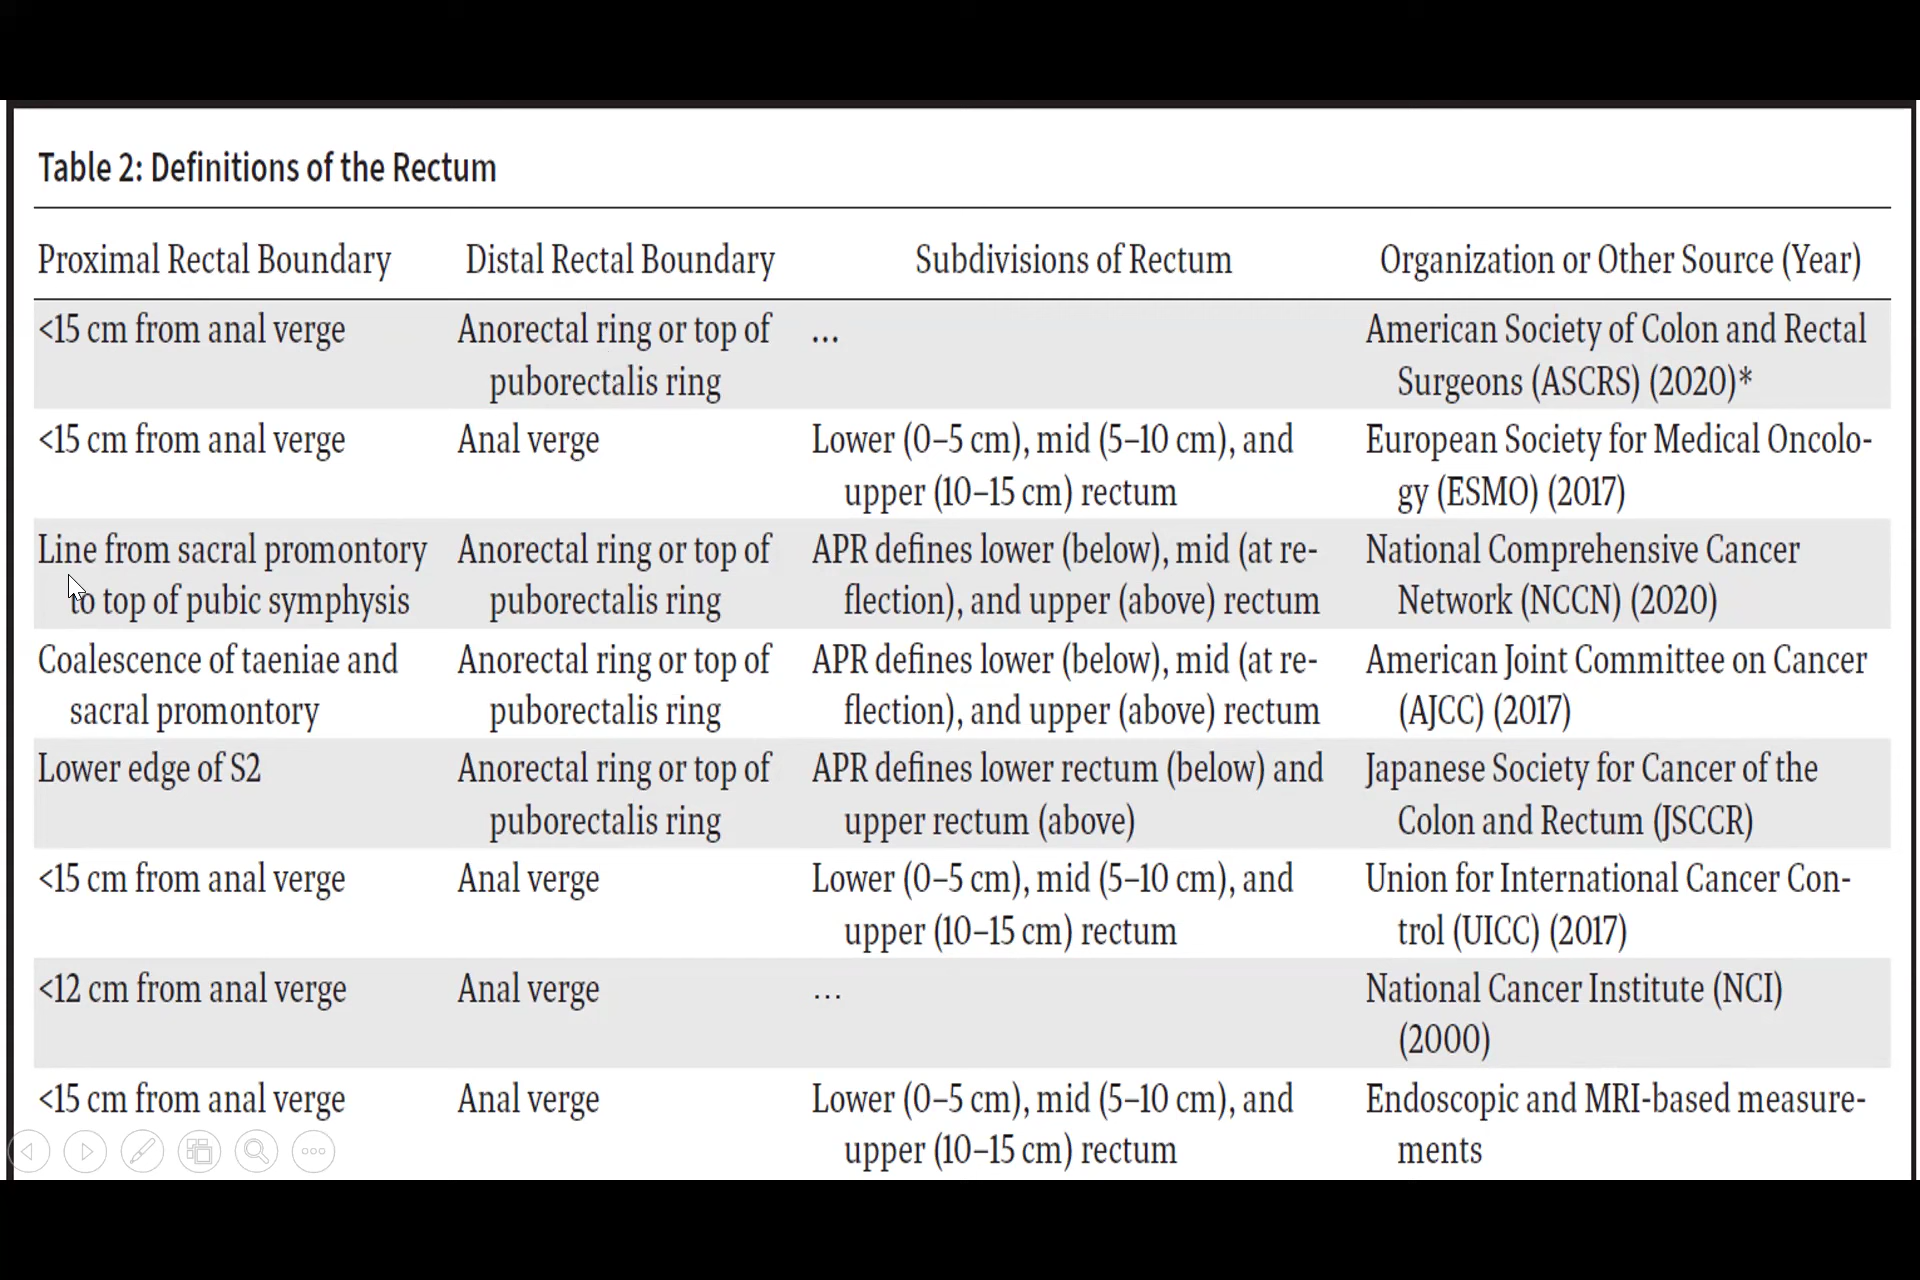 Table 2: Definitions of the Rectum
Proximal Rectal Boundary Distal Rectal Boundary Subdivisions of Rectum Organization or Other Source (Year)
<15 cm from anal verge Anorectal ring or top of ... American Society of Colon and Rectal
puborectalis ring Surgeons (ASCRS) (2020)*
<15 cm from anal verge Anal verge Lower (0–5 cm), mid (5–10 cm), and European Society for Medical Oncolo-
upper (10–15 cm) rectum gy (ESMO) (2017)
Line from sacral promontory Anorectal ring or top of APR defines lower (below), mid (at re- National Comprehensive Cancer
to top of pubic symphysis puborectalis ring flection), and upper (above) rectum Network (NCCN) (2020)
Coalescence of taeniae and Anorectal ring or top of APR defines lower (below), mid (at re- American Joint Committee on Cancer
sacral promontory puborectalis ring flection), and upper (above) rectum (AJCC) (2017)
Lower edge of S2 Anorectal ring or top of APR defines lower rectum (below) and Japanese Society for Cancer of the
puborectalis ring upper rectum (above) Colon and Rectum (JSCCR)
<15 cm from anal verge Anal verge Lower (0–5 cm), mid (5–10 cm), and Union for International Cancer Con-
upper (10–15 cm) rectum trol (UICC) (2017)
<12 cm from anal verge Anal verge ... National Cancer Institute (NCI)
(2000)
<15 cm from anal verge Anal verge Lower (0–5 cm), mid (5–10 cm), and Endoscopic and MRI-based measure-
upper (10–15 cm) rectum ments